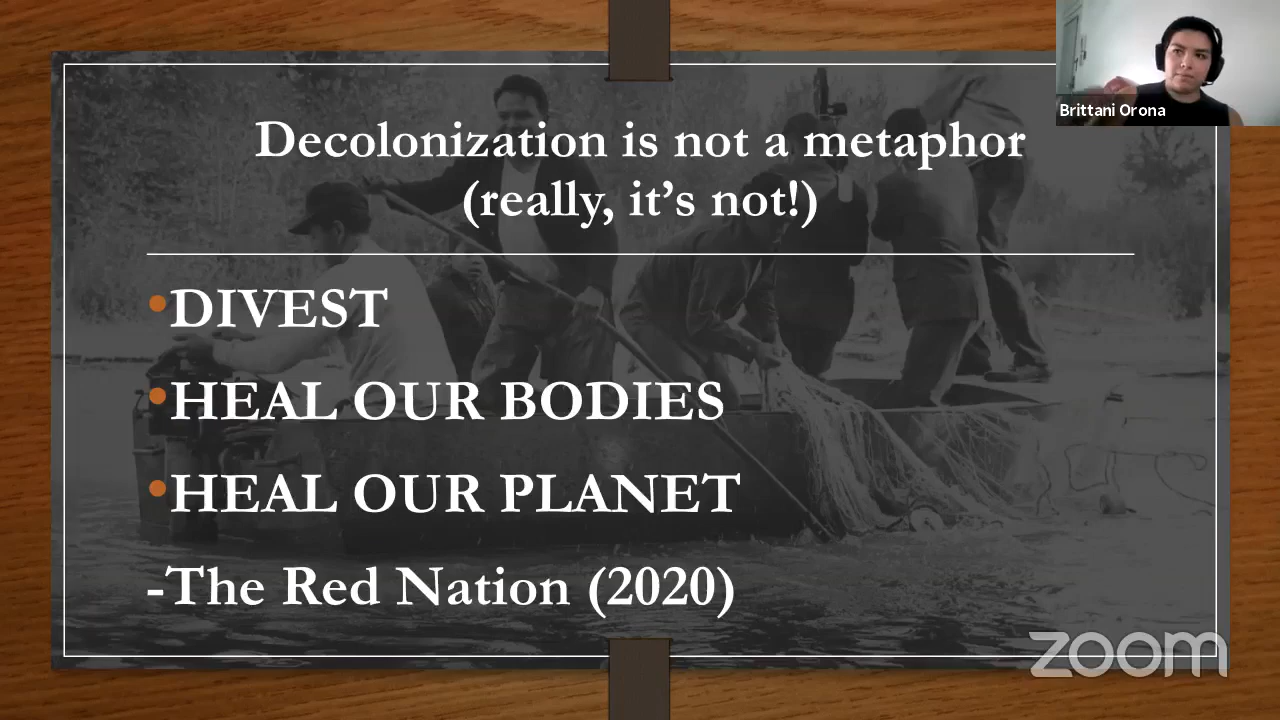 Brittani Orona
Decolonization is not a metaphor
(really, it’s not!)
•DIVEST
•HEAL OUR BODIES
•HEAL OUR PLANET
-The Red Nation (2020)
zoom